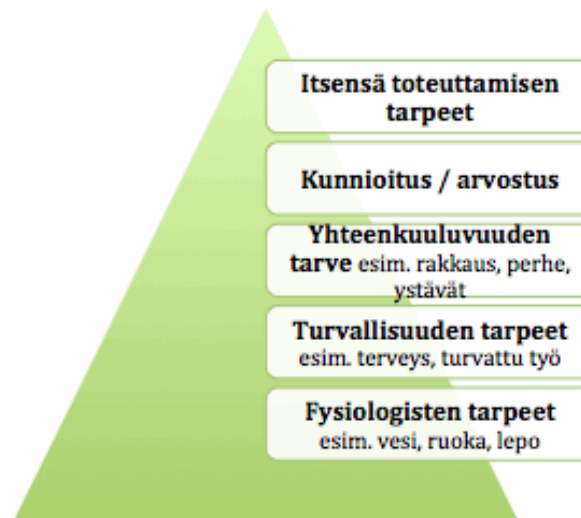 Itsensä toteuttamisen
tarpeet
Kunnioitus / arvostus
Yhteenkuuluvuuden
tarve esim. rakkaus, perhe,
ystävät
Turvallisuuden tarpeet
esim. terveys, turvattu työ
Fysiologisten tarpeet
esim. vesi, ruoka, lepo